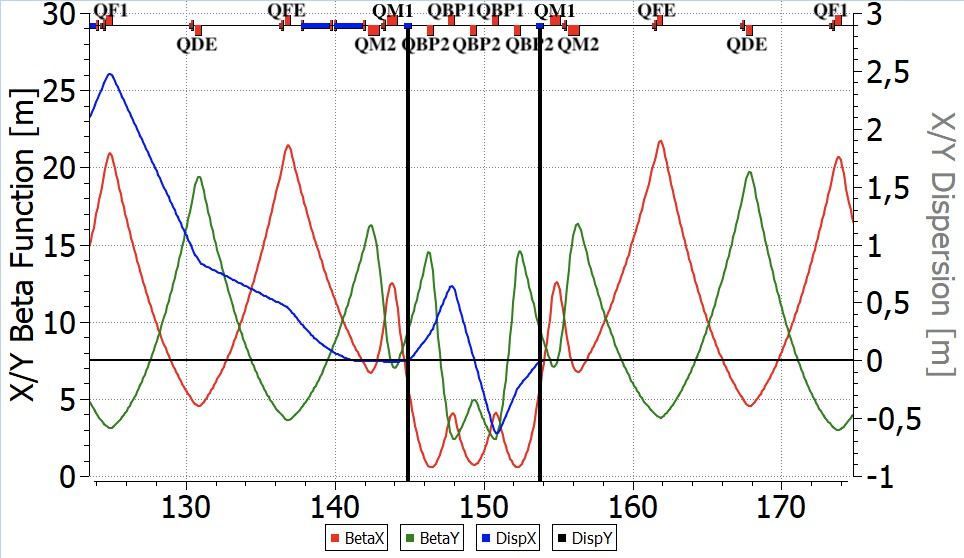 QF1 QFE QM1 QBP1 QBP1 QM1 QFE QF1
QDE QM2 QBP2 QBP2 QBP2 QM2 QDE
X/Y Beta Function [m]
30
25
20
15
10
5
0
3
2,5
2
1,5
1
0,5
0
-0,5
-1
X/Y Dispersion [m]
130 140 150 160 170
BetaX BetaY DispX DispY